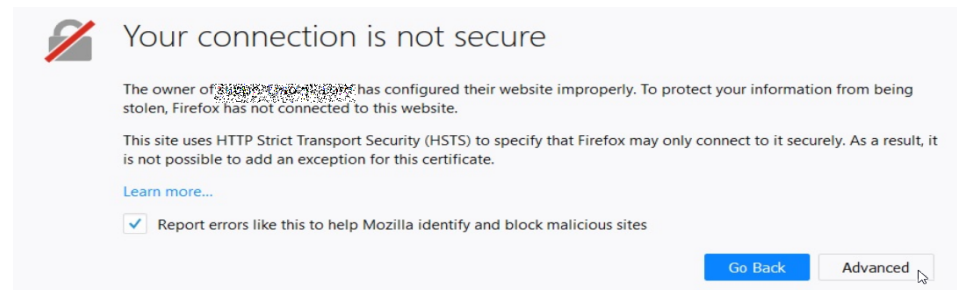 Your connection is not secure
The owner of has configured their website improperly. To protect your information from being
stolen, Firefox has not connected to this website.
This site uses HTTP Strict Transport Security (HSTS) to specify that Firefox may only connect to it securely. As a result, it
is not possible to add an exception for this certificate.
Learn more...
Report errors like this to help Mozilla identify and block malicious sites
Go Back Advanced